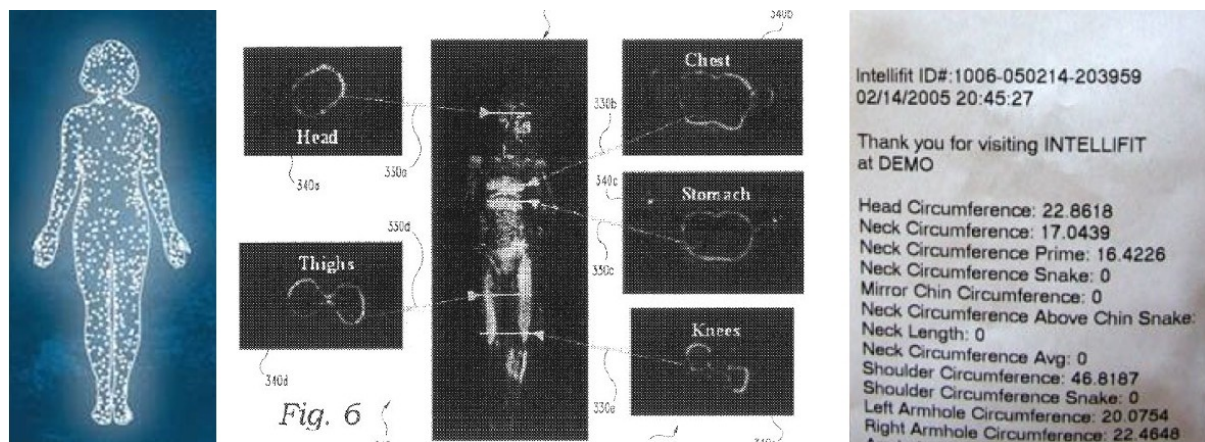 340b
Chest
330b
Head
340a
330a
340c
Stomach
330d
Thighs
330c
Knees
340d
Fig. 6
330e
Intellifit ID#:1006-050214-203959
02/14/2005 20:45:27
Thank you for visiting INTELLIFIT
at DEMO
Head Circumference: 22.8618
Neck Circumference: 17.0439
Neck Circumference Prime: 16.4226
Neck Circumference Snake: 0
Mirror Chin Circumference: 0
Neck Circumference Above Chin Snake:
Neck Length: 0
Neck Circumference Avg: 0
Shoulder Circumference: 46.8187
Shoulder Circumference Snake: 0
Left Armhole Circumference: 20.0754
Right Armhole Circumference: 22.4648